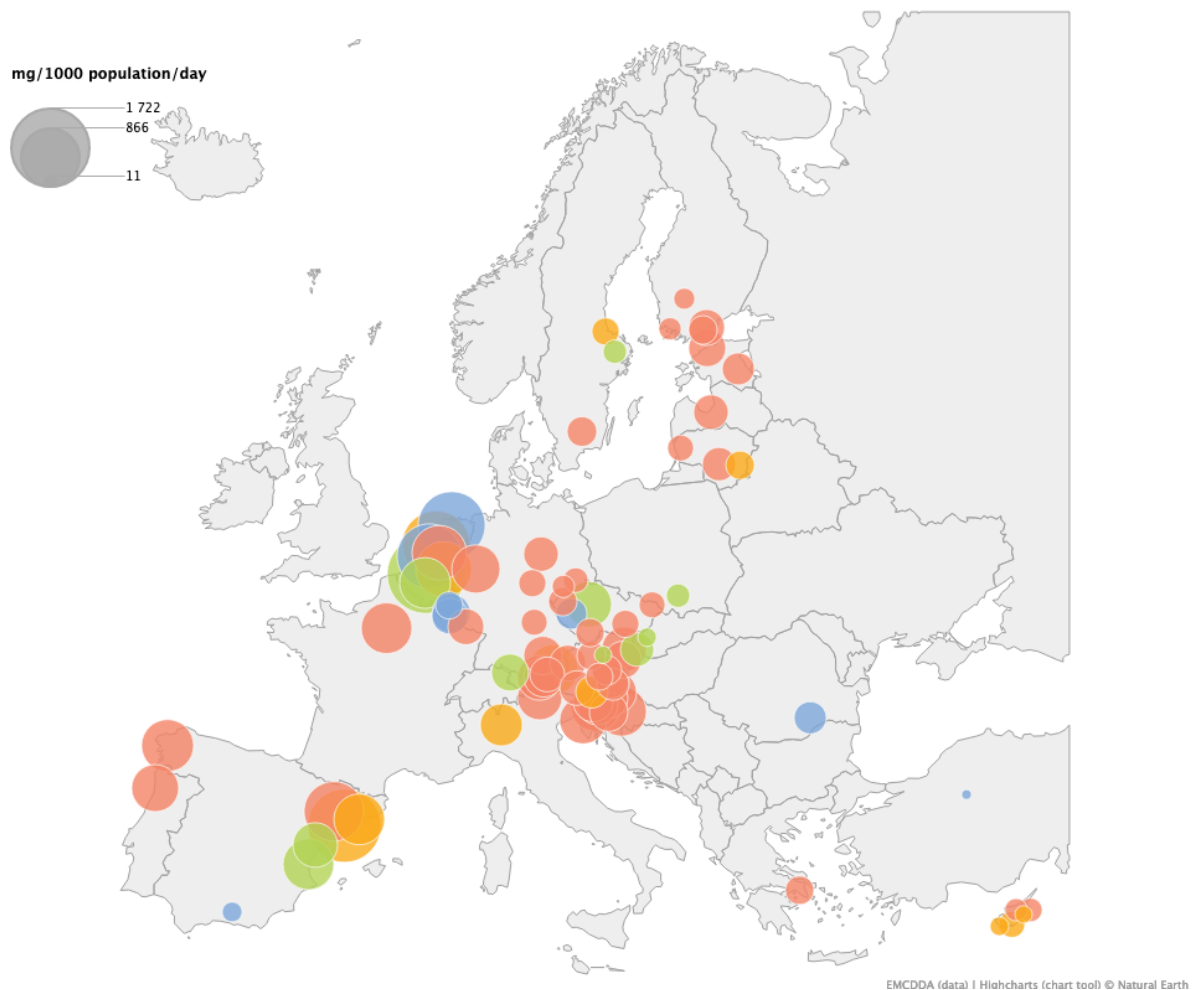 mg/1000 population/day
1 722
866
11
EMCDDA (data) | Highcharts (chart tool) © Natural Earth